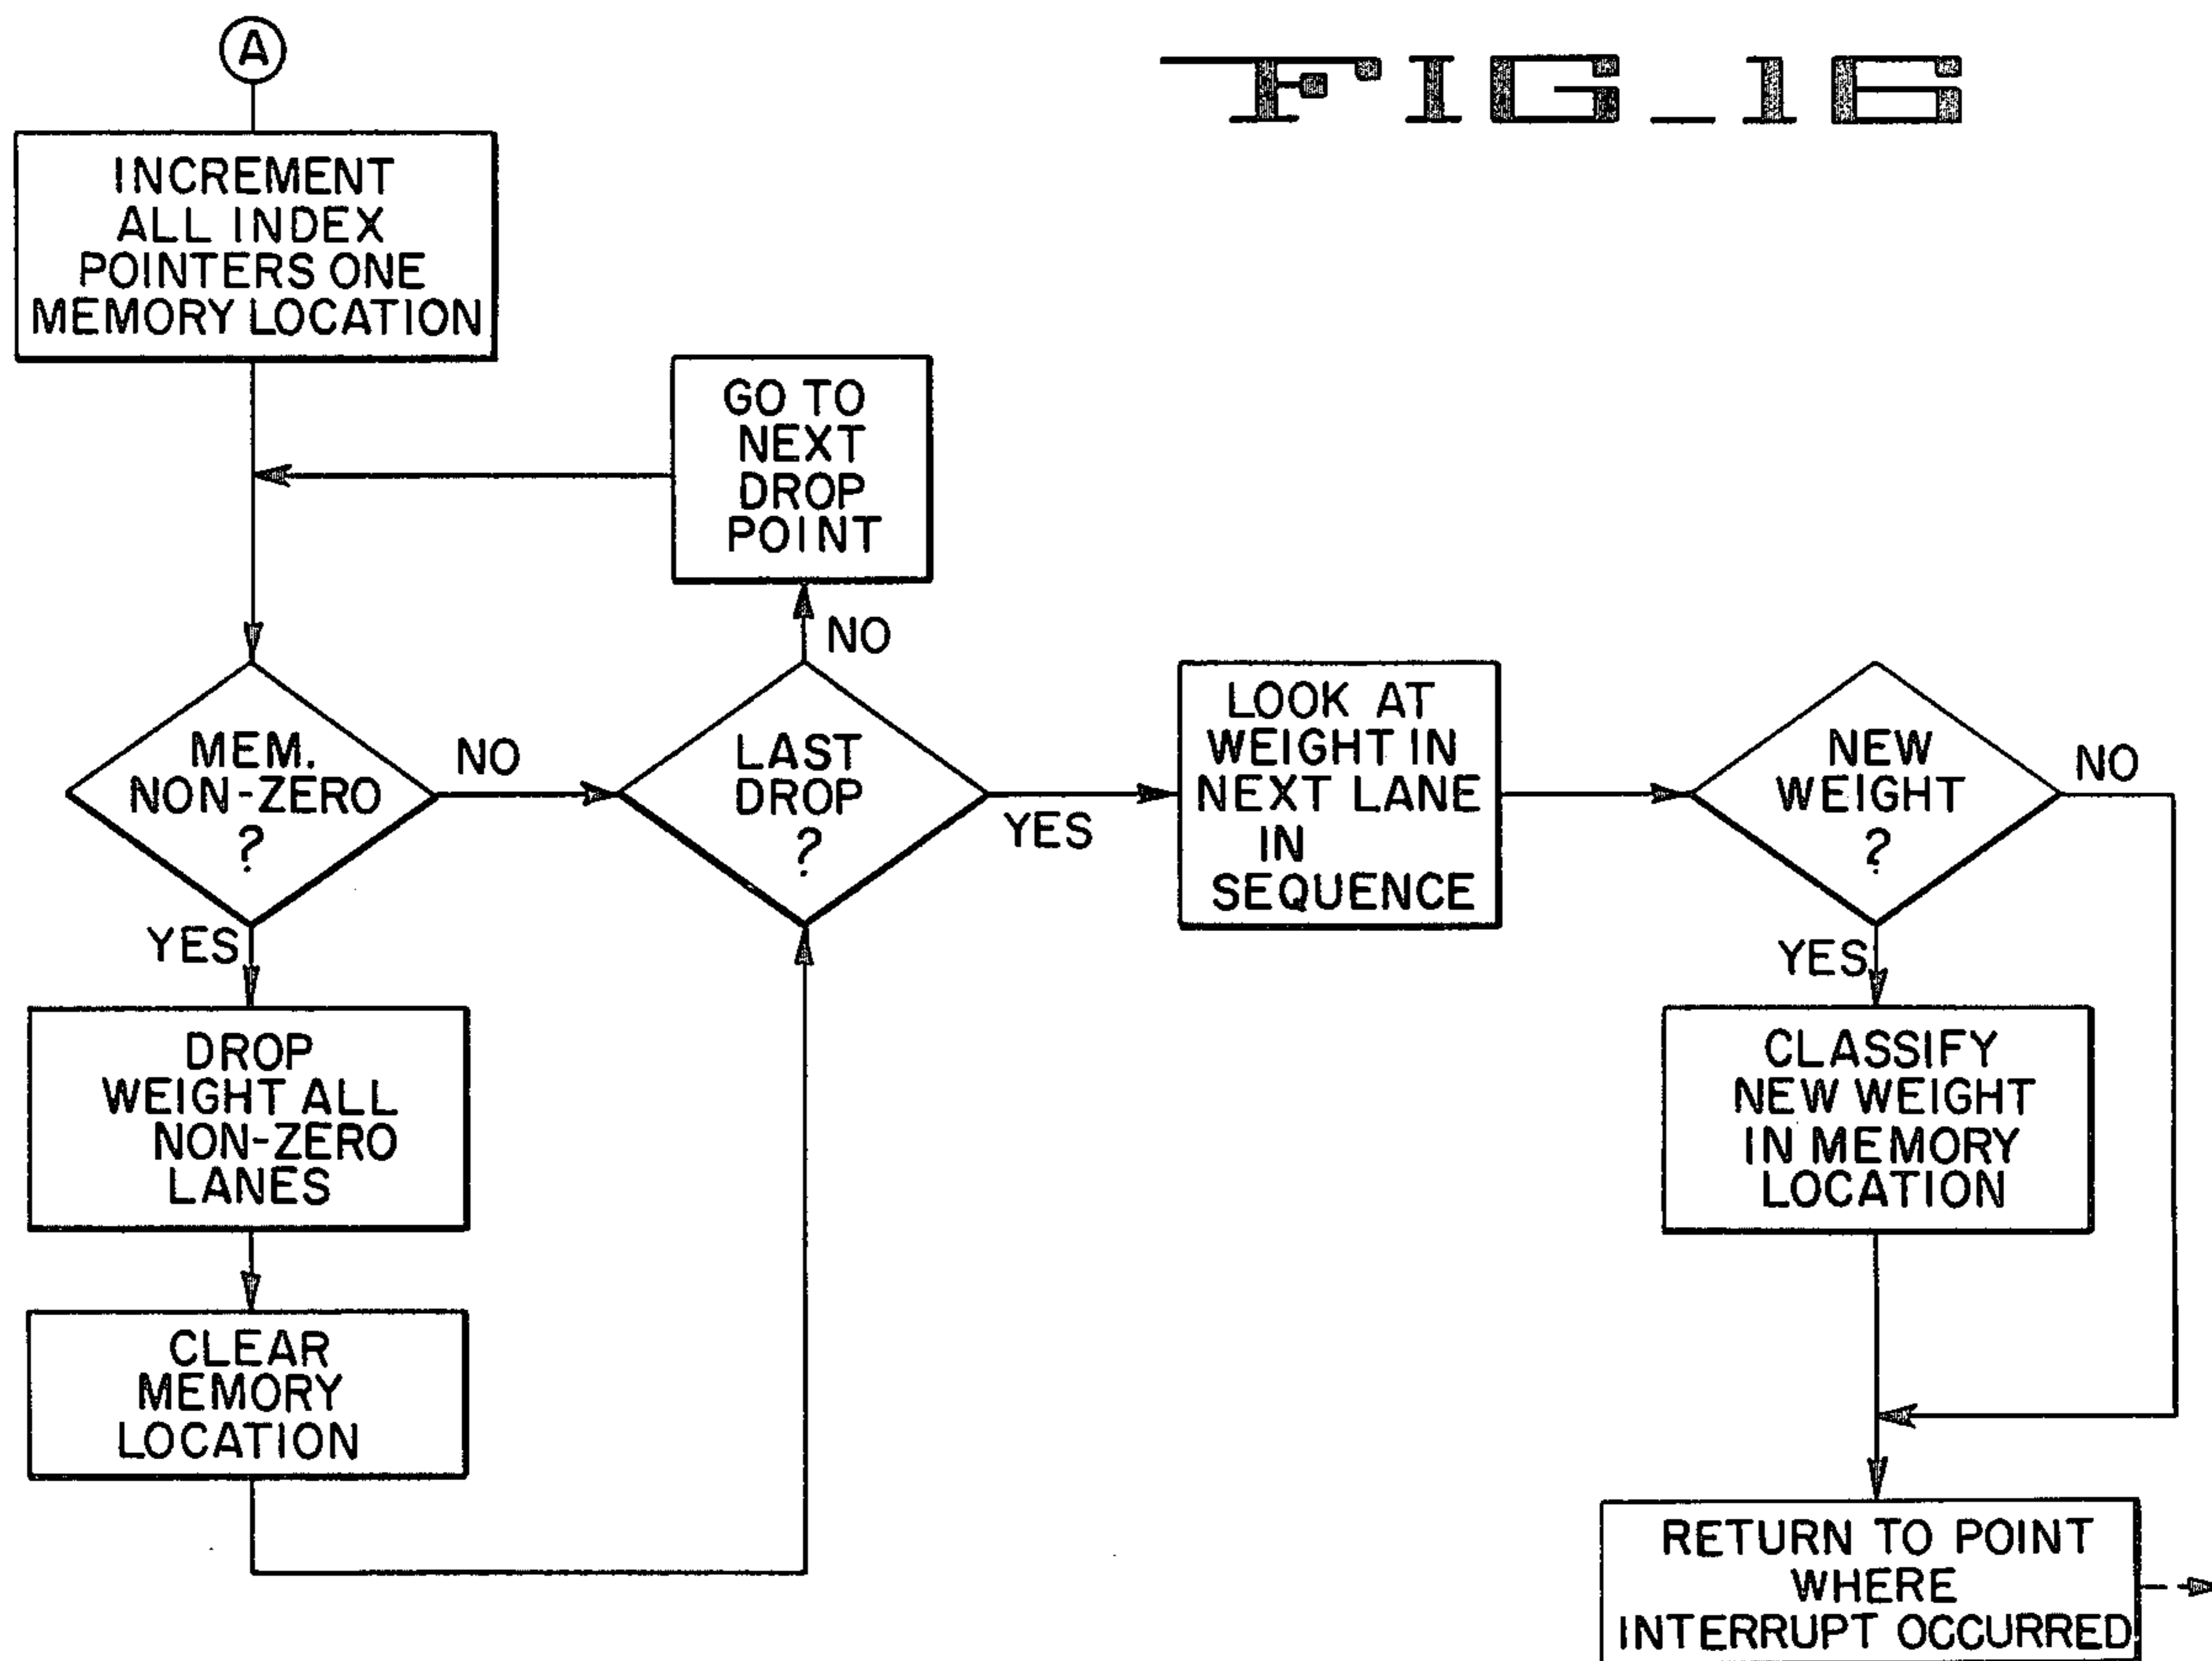 A
FIG_16
INCREMENT
ALL INDEX
POINTERS ONE
MEMORY LOCATION
GO TO
NEXT
DROP
POINT
NO
MEM.
NON-ZERO
?
NO
LAST
DROP
?
YES
LOOK AT
WEIGHT IN
NEXT LANE
IN
SEQUENCE
NEW
WEIGHT
?
NO
YES
DROP
WEIGHT ALL
NON-ZERO
LANES
YES
CLASSIFY
NEW WEIGHT
IN MEMORY
LOCATION
CLEAR
MEMORY
LOCATION
RETURN TO POINT
WHERE
INTERRUPT OCCURRED